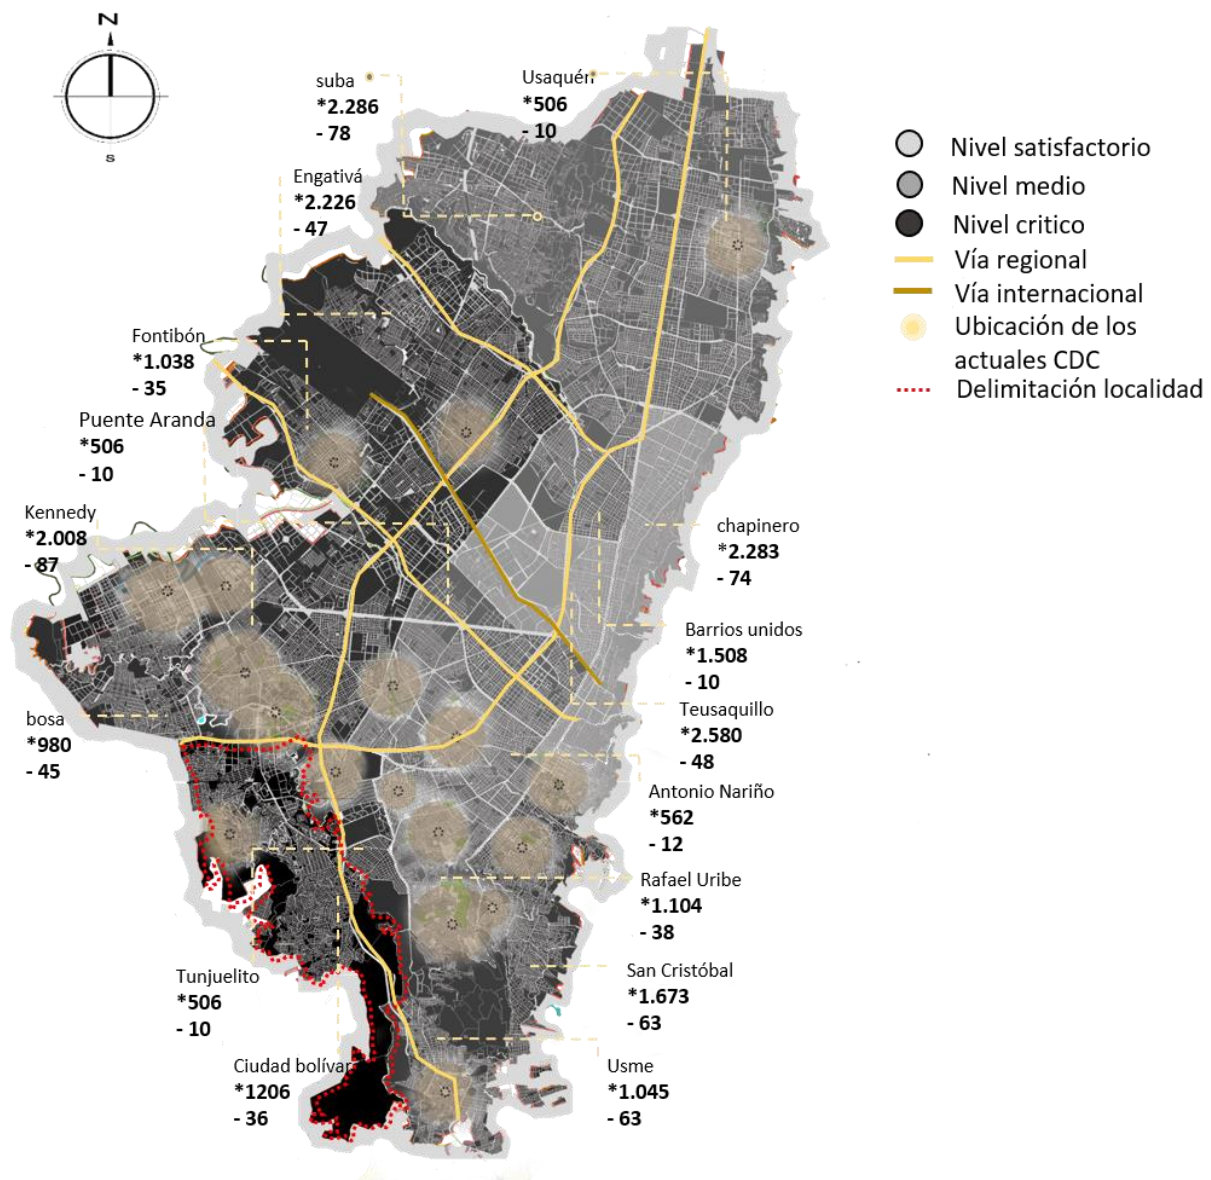 N
S
suba
*2.286
- 78
Usaquén
*506
- 10
Engativá
*2.226
- 47
Fontibón
*1.038
- 35
Puente Aranda
*506
- 10
Kennedy
*2.008
- 87
bosa
*980
- 45
Tunjuelito
*506
- 10
Ciudad bolívar
*1206
- 36
chapinero
*2.283
- 74
Barrios unidos
*1.508
- 10
Teusaquillo
*2.580
- 48
Antonio Nariño
*562
- 12
Rafael Uribe
*1.104
- 38
San Cristóbal
*1.673
- 63
Usme
*1.045
- 63
Nivel satisfactorio
Nivel medio
Nivel critico
Vía regional
Vía internacional
Ubicación de los
actuales CDC
Delimitación localidad